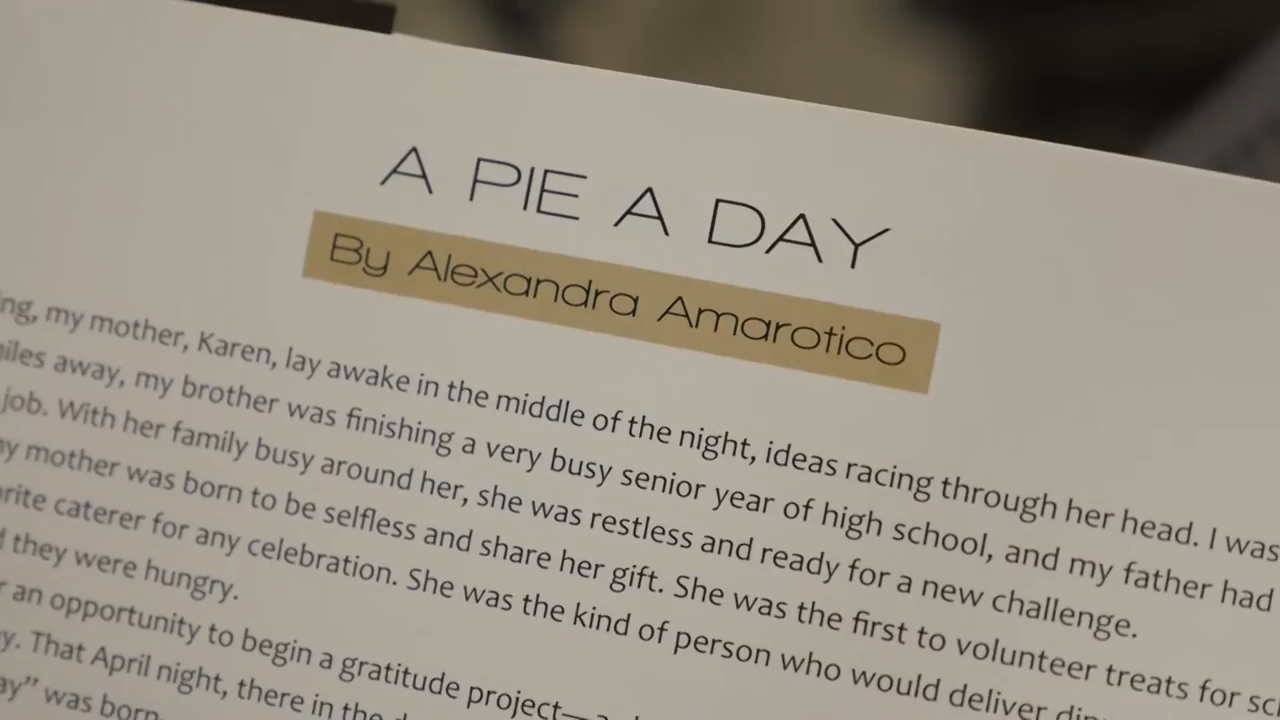 A PIE A DAY
By Alexandra Amarotico
ing, my mother, Karen, lay awake in the middle of the night, ideas racing through her head. I was
miles away, my brother was finishing a very busy senior year of high school, and my father had
job. With her family busy around her, she was restless and ready for a new challenge.
my mother was born to be selfless and share her gift. She was the first to volunteer treats for
caterer for any celebration. She was the kind of person who would deliver
they were hungry.
an opportunity to begin a gratitude project—a
That April night, there in the
ay” was born